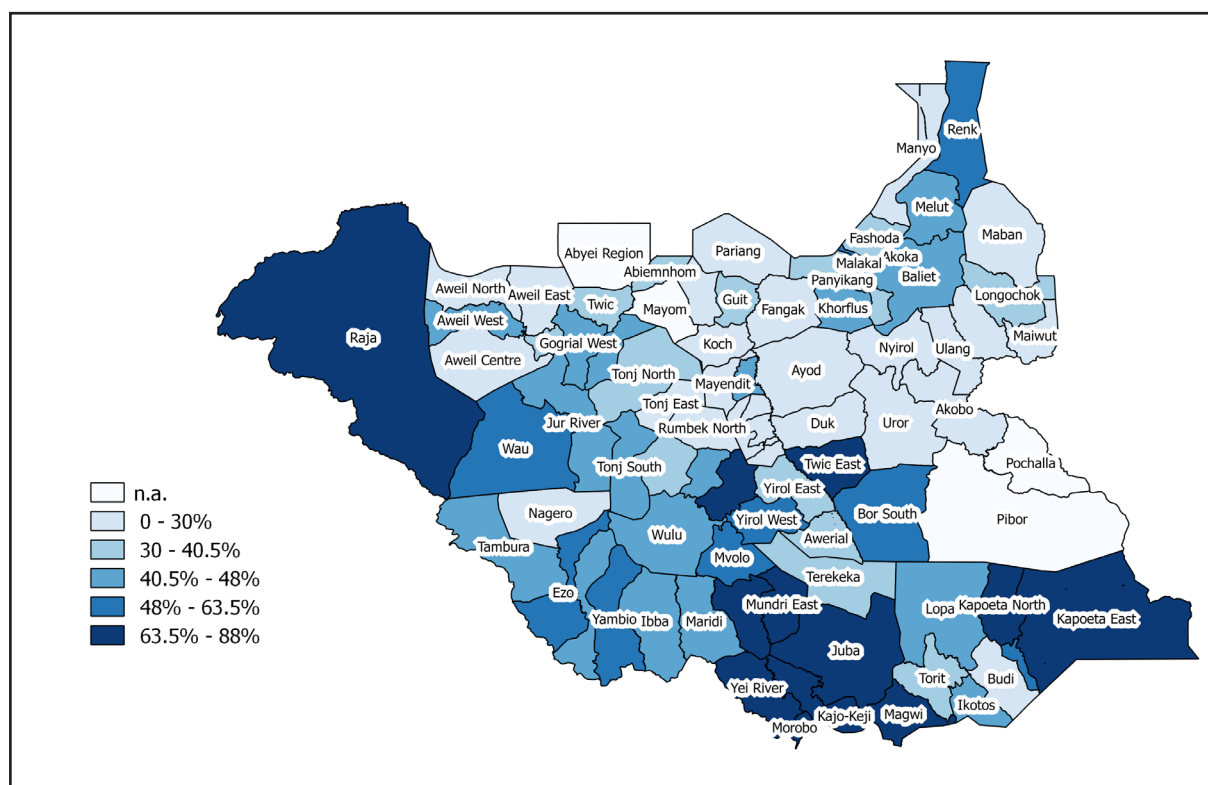 Renk
Manyo
Melut
Maban
Fashoda
Abyei Region
Pariang
Malakal
Akoka
Abiemnhom
Baliet
Panyikang
Aweil North
Aweil East
Longochok
Twic
Guit
Mayom
Fangak
Khorflus
Aweil West
Maiwut
Raja
Gogrial West
Koch
Nyirol
Ulang
Aweil Centre
Ayod
Tonj North
Mayendit
Tonj East
Akobo
Jur River
Rumbek North
Duk
Uror
Wau
Twic East
Pochalla
Tonj South
Yirol East
n.a.
Nagero
Bor South
Pibor
0 - 30%
Yirol West
Wulu
Awerial
Tambura
30 - 40.5%
Mvolo
Terekeka
40.5% - 48%
Ezo
Mundri East
Lopa
Kapoeta North
48% - 63.5%
Yambio
Ibba
Maridi
Kapoeta East
63.5% - 88%
Juba
Torit
Budi
Yei River
Ikotos
Kajo-Keji
Magwi
Morobo